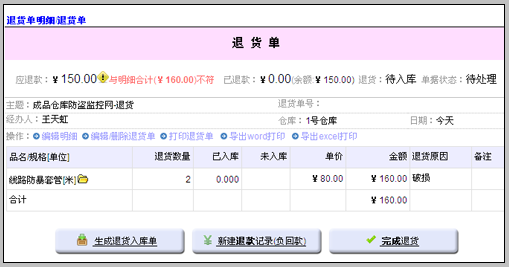 退货单明细/退货单
退 货 单
应退款：¥ 150.00 与明细合计(¥ 160.00)不符 已退款：¥ 0.00(余额 ¥ 150.00) 退货：待入库 单据状态：待处理
主题：成品仓库防盗监控网-退货 退货单号：
经办人：王天虹 仓库：1号仓库 日期：今天
操作： 编辑明细 编辑/删除退货单 打印退货单 导出word打印 导出excel打印
品名/规格[单位] 退货数量 已入库 未入库 单价 金额 退货原因 备注
线路防暴套管[米] 2 0.000 ¥ 80.00 ¥ 160.00 破损
合计 ¥ 160.00
生成退货入库单 新建退款记录(负回款) 完成退货